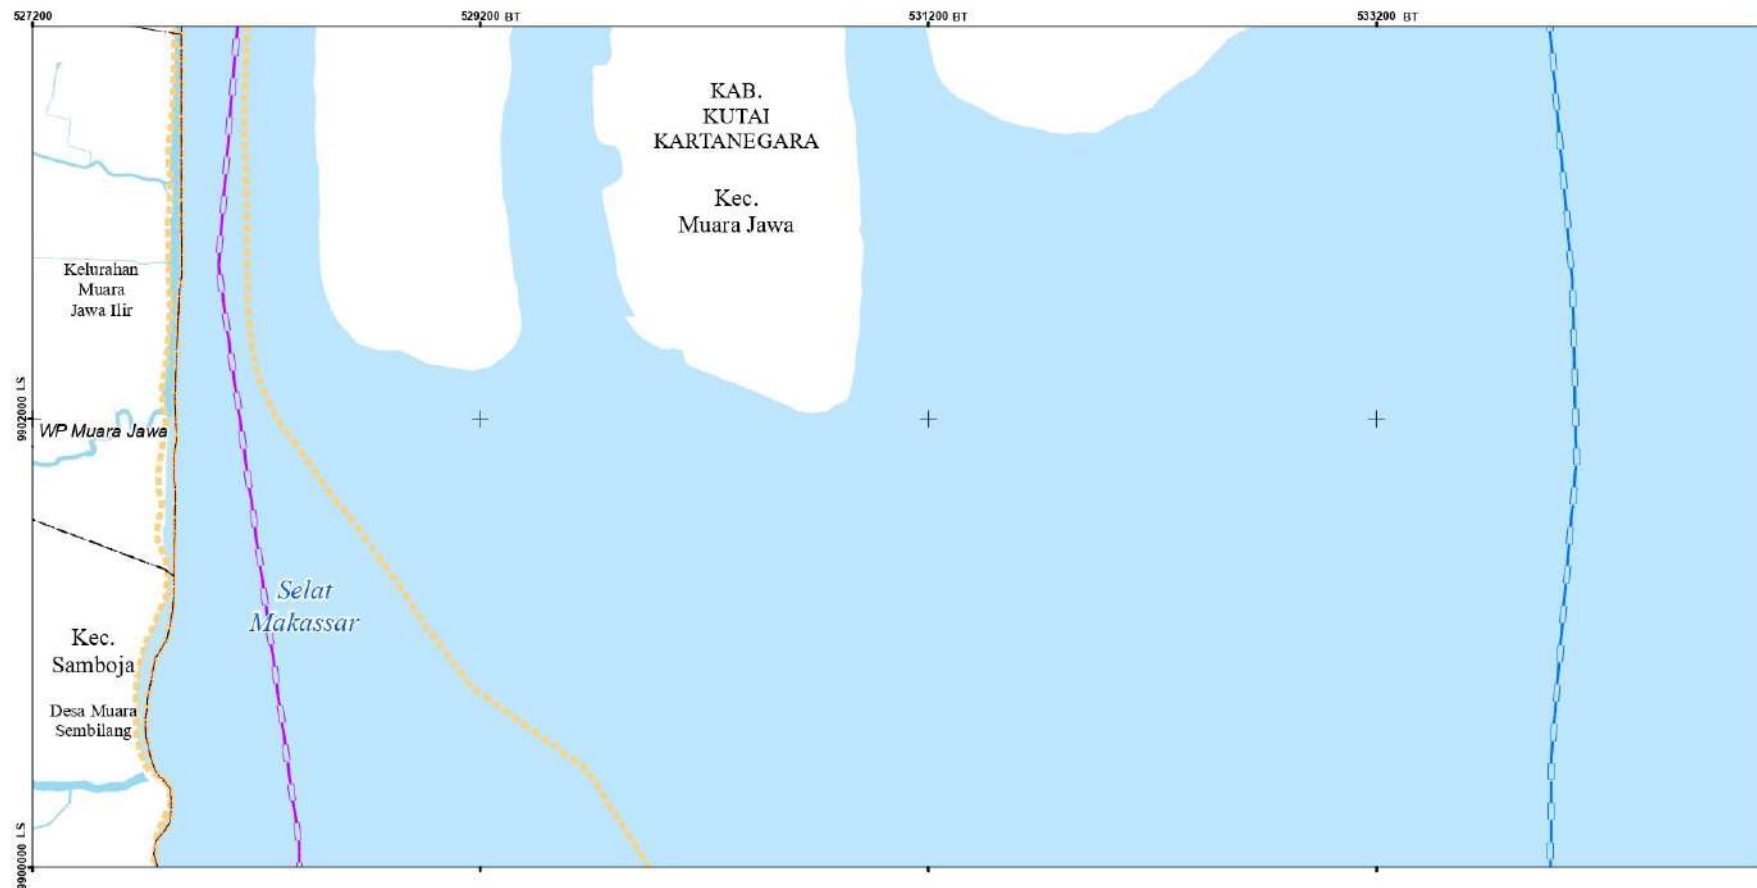 527200
529200 BT
531200 BT
533200 BT
KAB.
KUTAI
KARTANEGARA
Kec.
Muara Jawa
Kelurahan
Muara
Jawa Ilir
9902000 LS
WP Muara Jawa
Selat
Makassar
Kec.
Samboja
Desa Muara
Sembilang
9900000 LS